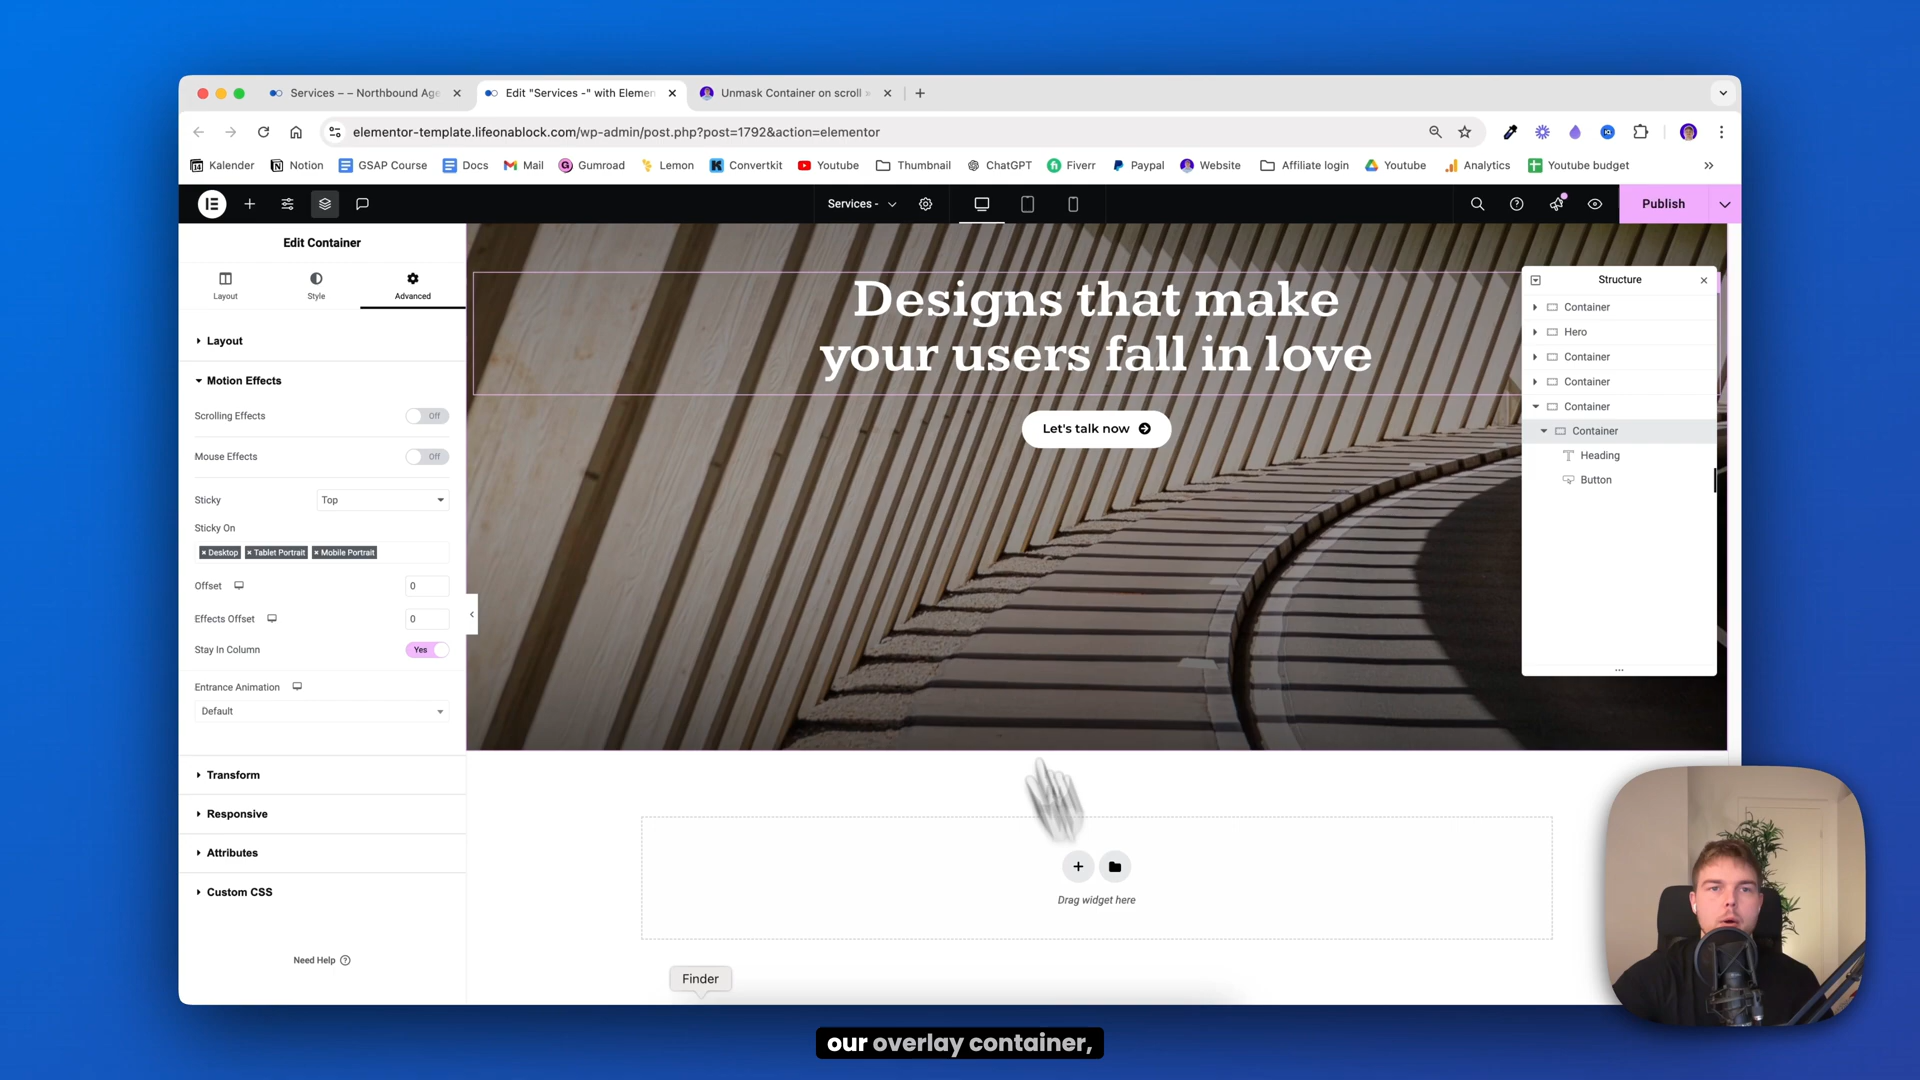 Services – – Northbound Age
Edit "Services -" with Elemen
Unmask Container on scroll
elementor-template.lifeonablock.com/wp-admin/post.php?post=1792&action=elementor
Kalender
Notion
GSAP Course
Docs
Mail
Gumroad
Lemon
Convertkit
Youtube
Thumbnail
ChatGPT
Fiverr
Paypal
Website
Affiliate login
Youtube
Analytics
Youtube budget
Services -
Publish
Edit Container
Layout
Style
Advanced
Layout
Motion Effects
Scrolling Effects
Off
Mouse Effects
Off
Sticky
Top
Sticky On
× Desktop × Tablet Portrait × Mobile Portrait
Offset
0
Effects Offset
0
Stay In Column
Yes
Entrance Animation
Default
Transform
Responsive
Attributes
Custom CSS
Need Help
Designs that make
your users fall in love
Let's talk now
Structure
Container
Hero
Container
Container
Container
Container
Heading
Button
Drag widget here
Finder
our overlay container,